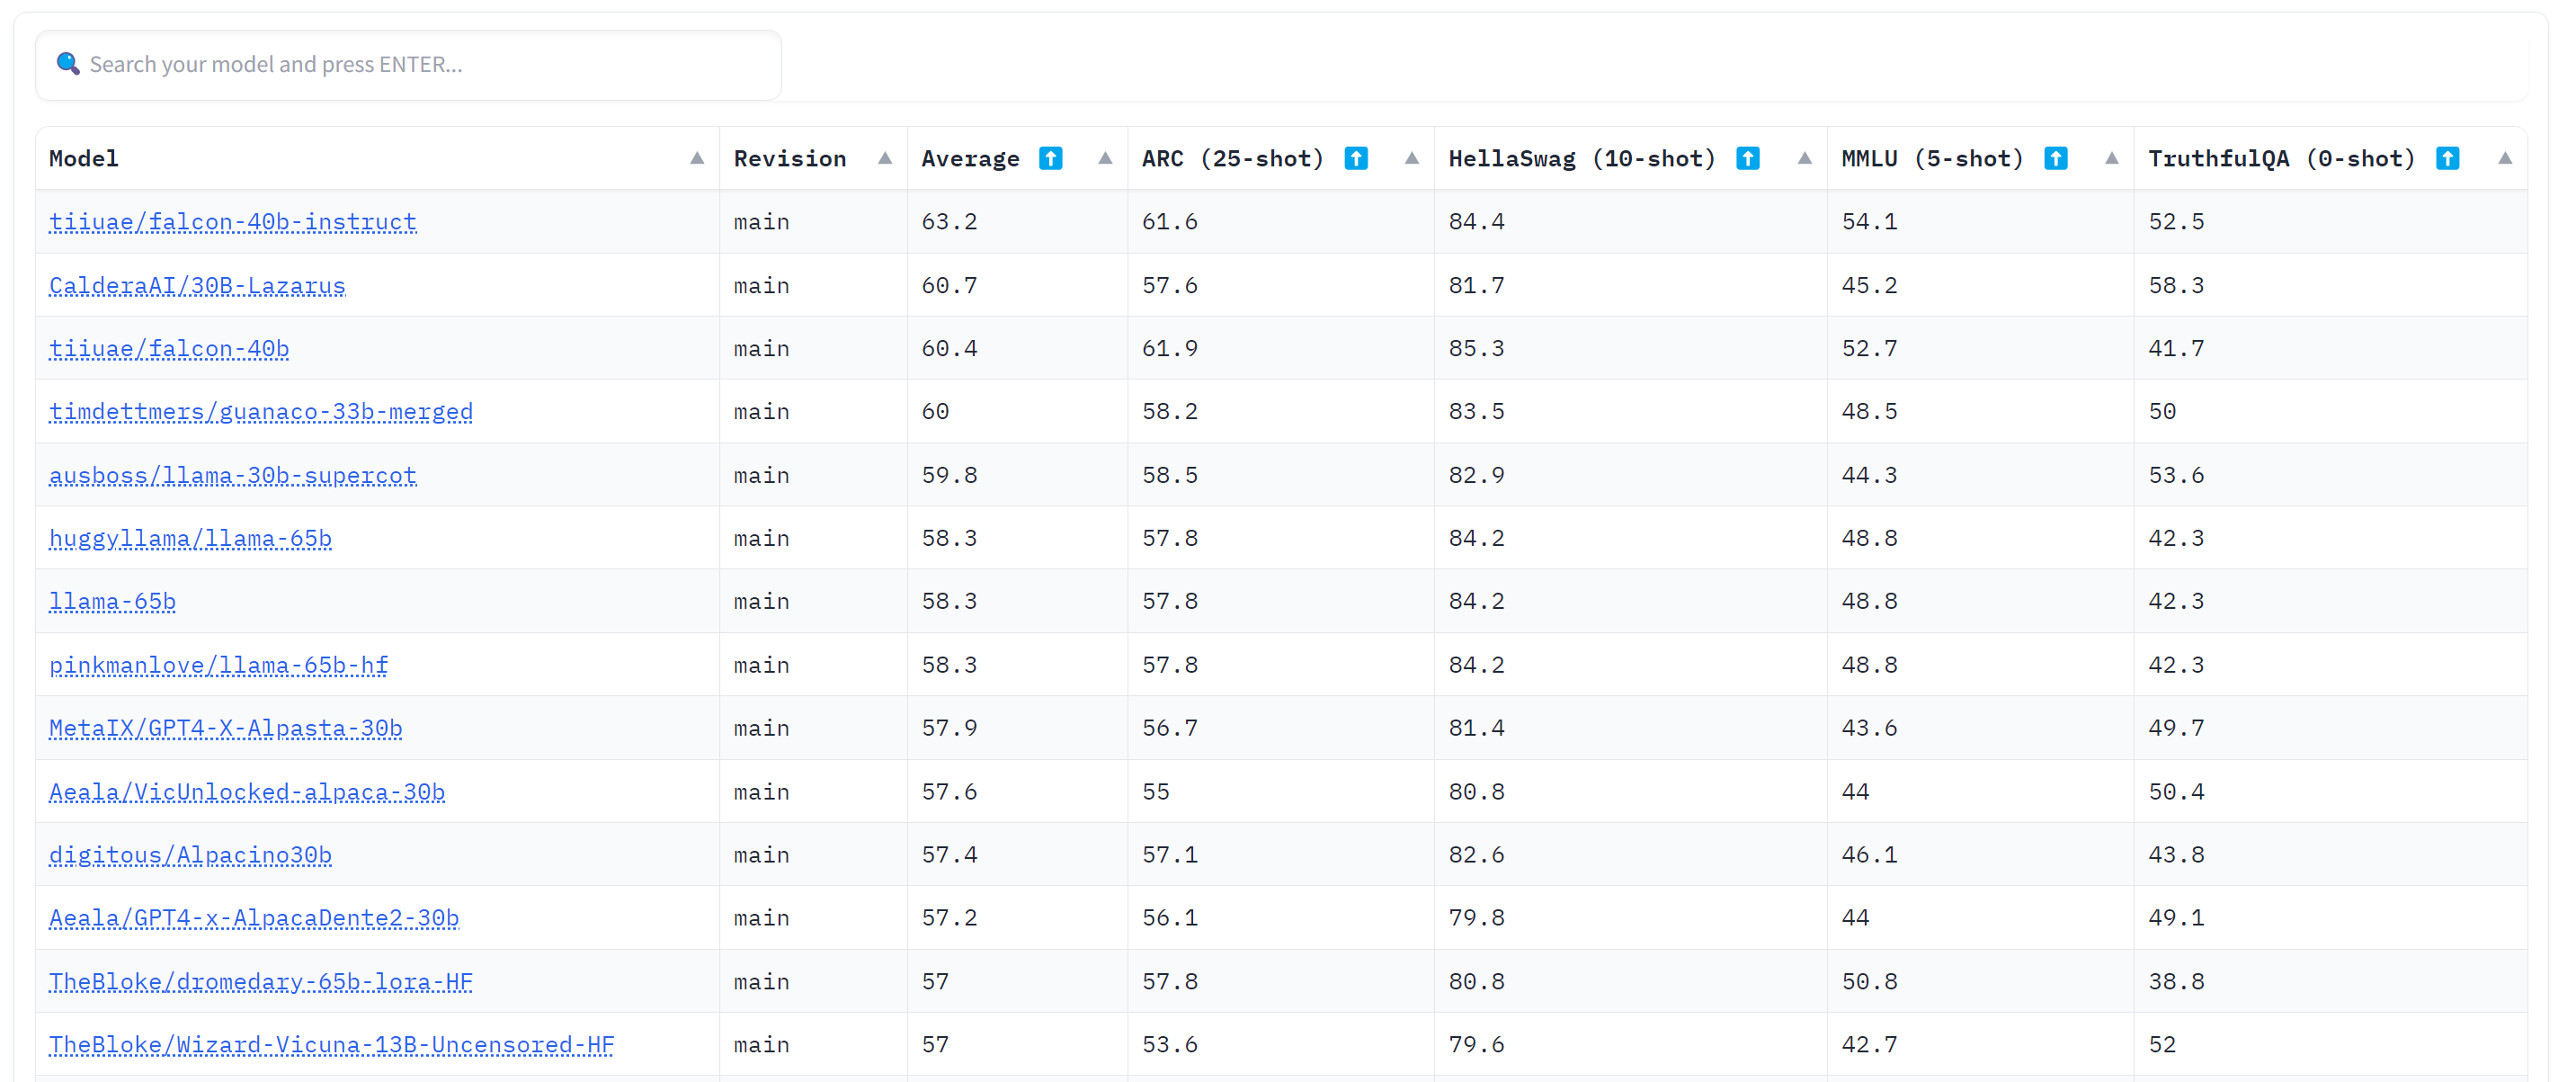 🔍 Search your model and press ENTER...
Model Revision Average ⬆️ ARC (25-shot) ⬆️ HellaSwag (10-shot) ⬆️ MMLU (5-shot) ⬆️ TruthfulQA (0-shot) ⬆️
tiiuae/falcon-40b-instruct main 63.2 61.6 84.4 54.1 52.5
CalderaAI/30B-Lazarus main 60.7 57.6 81.7 45.2 58.3
tiiuae/falcon-40b main 60.4 61.9 85.3 52.7 41.7
timdettmers/guanaco-33b-merged main 60 58.2 83.5 48.5 50
ausboss/llama-30b-supercot main 59.8 58.5 82.9 44.3 53.6
huggyllama/llama-65b main 58.3 57.8 84.2 48.8 42.3
llama-65b main 58.3 57.8 84.2 48.8 42.3
pinkmanlove/llama-65b-hf main 58.3 57.8 84.2 48.8 42.3
MetaIX/GPT4-X-Alpasta-30b main 57.9 56.7 81.4 43.6 49.7
Aeala/VicUnlocked-alpaca-30b main 57.6 55 80.8 44 50.4
digitous/Alpacino30b main 57.4 57.1 82.6 46.1 43.8
Aeala/GPT4-x-AlpacaDente2-30b main 57.2 56.1 79.8 44 49.1
TheBloke/dromedary-65b-lora-HF main 57 57.8 80.8 50.8 38.8
TheBloke/Wizard-Vicuna-13B-Uncensored-HF main 57 53.6 79.6 42.7 52